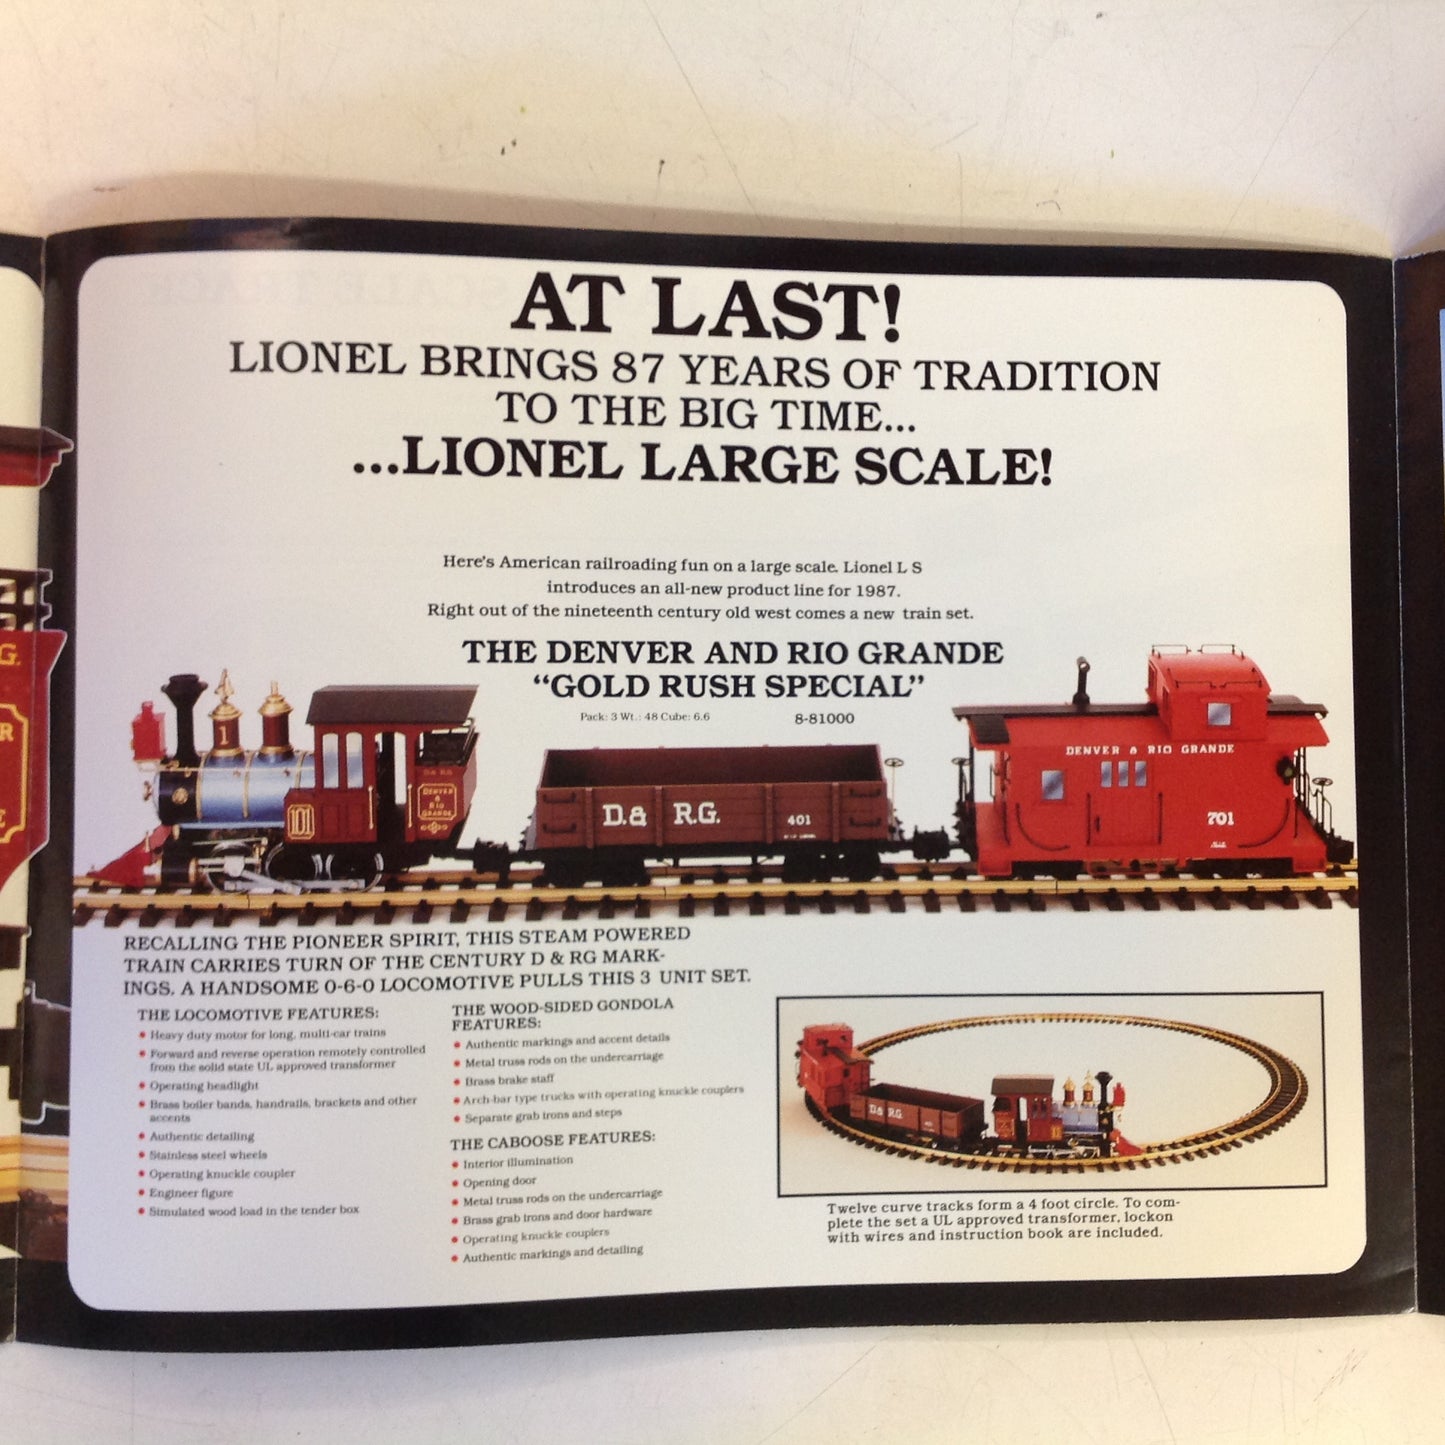 AT LAST!
LIONEL BRINGS 87 YEARS OF TRADITION
TO THE BIG TIME...
...LIONEL LARGE SCALE!
Here's American railroading fun on a large scale. Lionel L S
introduces an all-new product line for 1987.
Right out of the nineteenth century old west comes a new train set.
THE DENVER AND RIO GRANDE
“GOLD RUSH SPECIAL”
Pack: 3 Wt.: 48 Cube: 6.6 8-81000
1
101
D & RG
DENVER
&
RIO
GRANDE
D.& R.G.
401
DENVER & RIO GRANDE
701
RECALLING THE PIONEER SPIRIT, THIS STEAM POWERED
TRAIN CARRIES TURN OF THE CENTURY D & RG MARK-
INGS. A HANDSOME 0-6-0 LOCOMOTIVE PULLS THIS 3 UNIT SET.
THE LOCOMOTIVE FEATURES:
Heavy duty motor for long, multi-car trains
Forward and reverse operation remotely controlled
from the solid state UL approved transformer
Operating headlight
Brass boiler bands, handrails, brackets and other
accents
Authentic detailing
Stainless steel wheels
Operating knuckle coupler
Engineer figure
Simulated wood load in the tender box
THE WOOD-SIDED GONDOLA
FEATURES:
Authentic markings and accent details
Metal truss rods on the undercarriage
Brass brake staff
Arch-bar type trucks with operating knuckle couplers
Separate grab irons and steps
THE CABOOSE FEATURES:
Interior illumination
Opening door
Metal truss rods on the undercarriage
Brass grab irons and door hardware
Operating knuckle couplers
Authentic markings and detailing
D.& R.G.
Twelve curve tracks form a 4 foot circle. To com-
plete the set a UL approved transformer, lockon
with wires and instruction book are included.